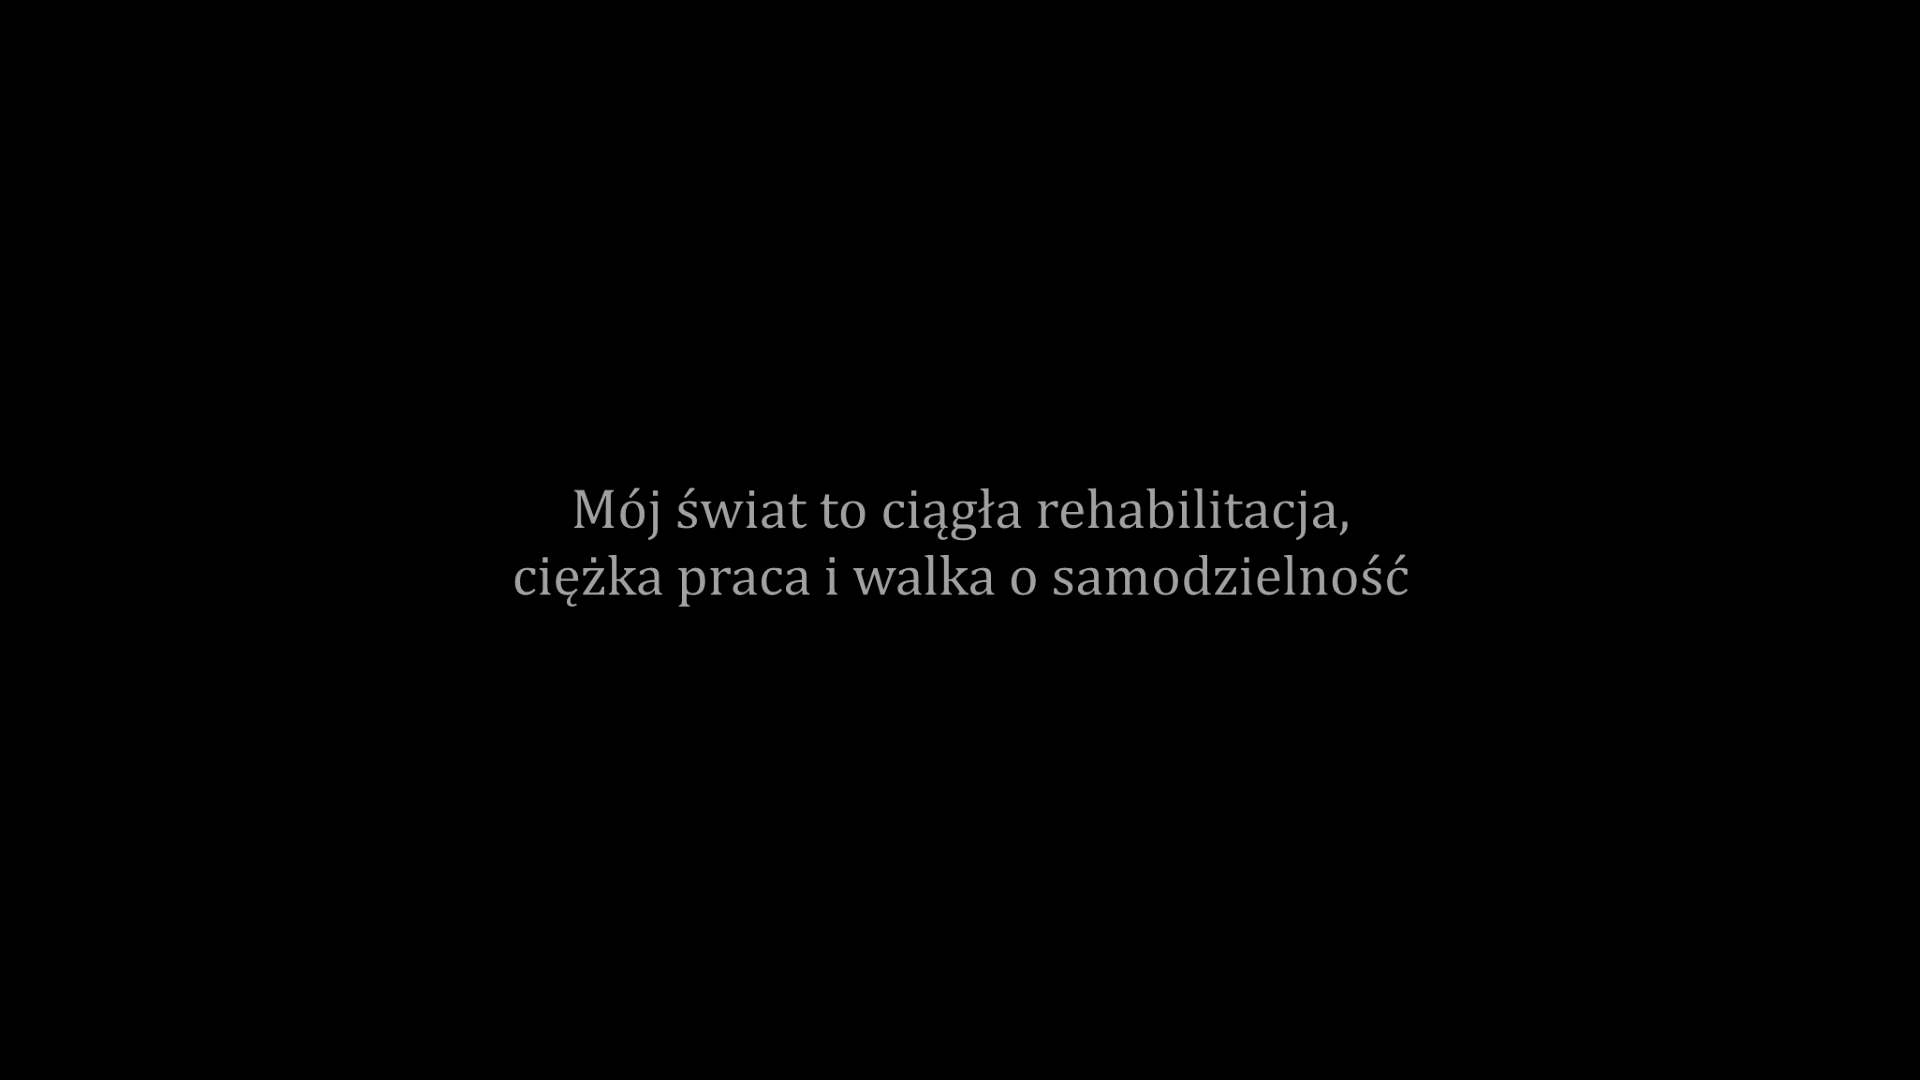 Mój świat to ciągła rehabilitacja,
ciężka praca i walka o samodzielność